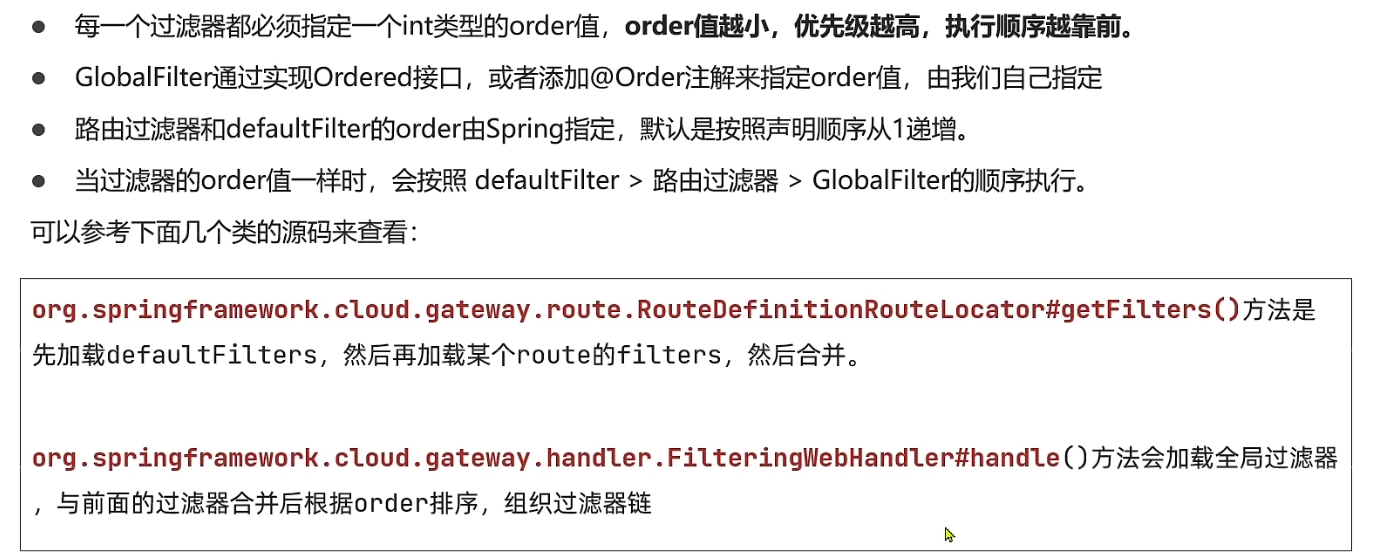 ● 每一个过滤器都必须指定一个int类型的order值，order值越小，优先级越高，执行顺序越靠前。
● GlobalFilter通过实现Ordered接口，或者添加@Order注解来指定order值，由我们自己指定
● 路由过滤器和defaultFilter的order由Spring指定，默认是按照声明顺序从1递增。
● 当过滤器的order值一样时，会按照 defaultFilter > 路由过滤器 > GlobalFilter的顺序执行。
可以参考下面几个类的源码来查看：
org.springframework.cloud.gateway.route.RouteDefinitionRouteLocator#getFilters()方法是
先加载defaultFilters，然后再加载某个route的filters，然后合并。
org.springframework.cloud.gateway.handler.FilteringWebHandler#handle()方法会加载全局过滤器
，与前面的过滤器合并后根据order排序，组织过滤器链